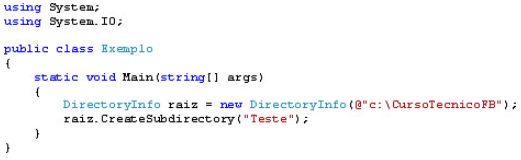 using System;
using System.IO;
public class Exemplo
{
static void Main(string[] args)
{
DirectoryInfo raiz = new DirectoryInfo(@"c:\CursoTecnicoFB");
raiz.CreateSubdirectory("Teste");
}
}